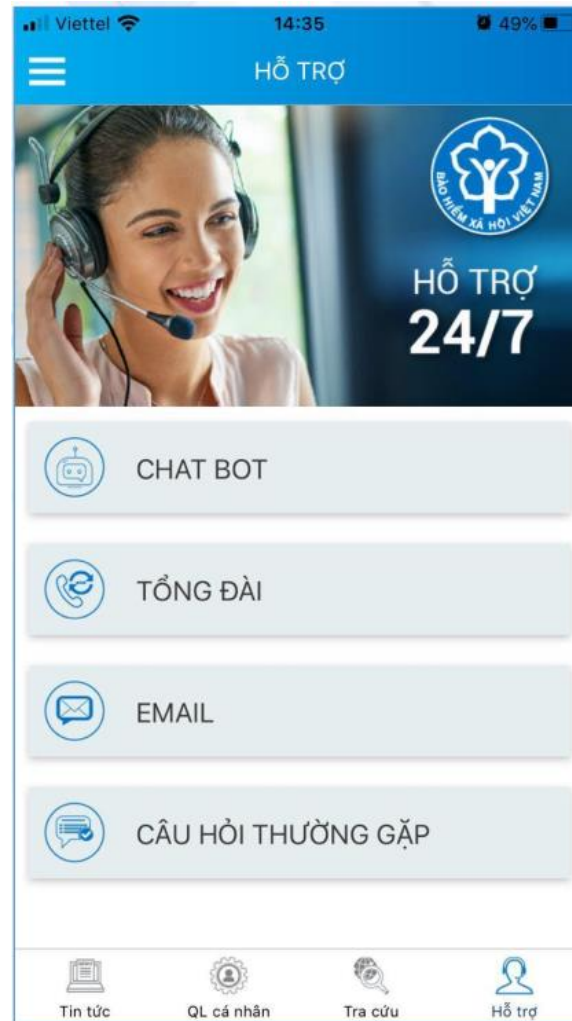 Viettel 14:35 49%
HỖ TRỢ
BẢO HIỂM XÃ HỘI VIỆT NAM
HỖ TRỢ
24/7
CHAT BOT
TỔNG ĐÀI
EMAIL
CÂU HỎI THƯỜNG GẶP
Tin tức QL cá nhân Tra cứu Hỗ trợ